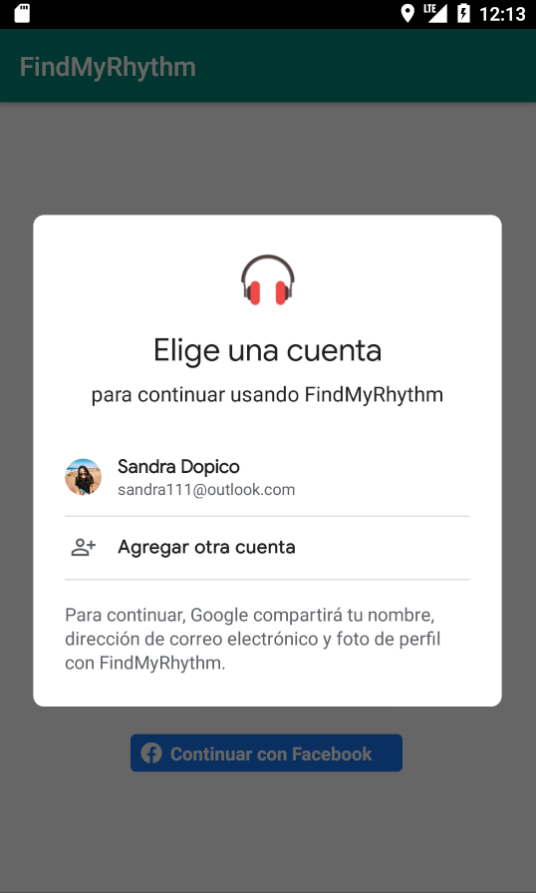 LTE 12:13
FindMyRhythm
Elige una cuenta
para continuar usando FindMyRhythm
Sandra Dopico
sandra111@outlook.com
Agregar otra cuenta
Para continuar, Google compartirá tu nombre,
dirección de correo electrónico y foto de perfil
con FindMyRhythm.
Continuar con Facebook